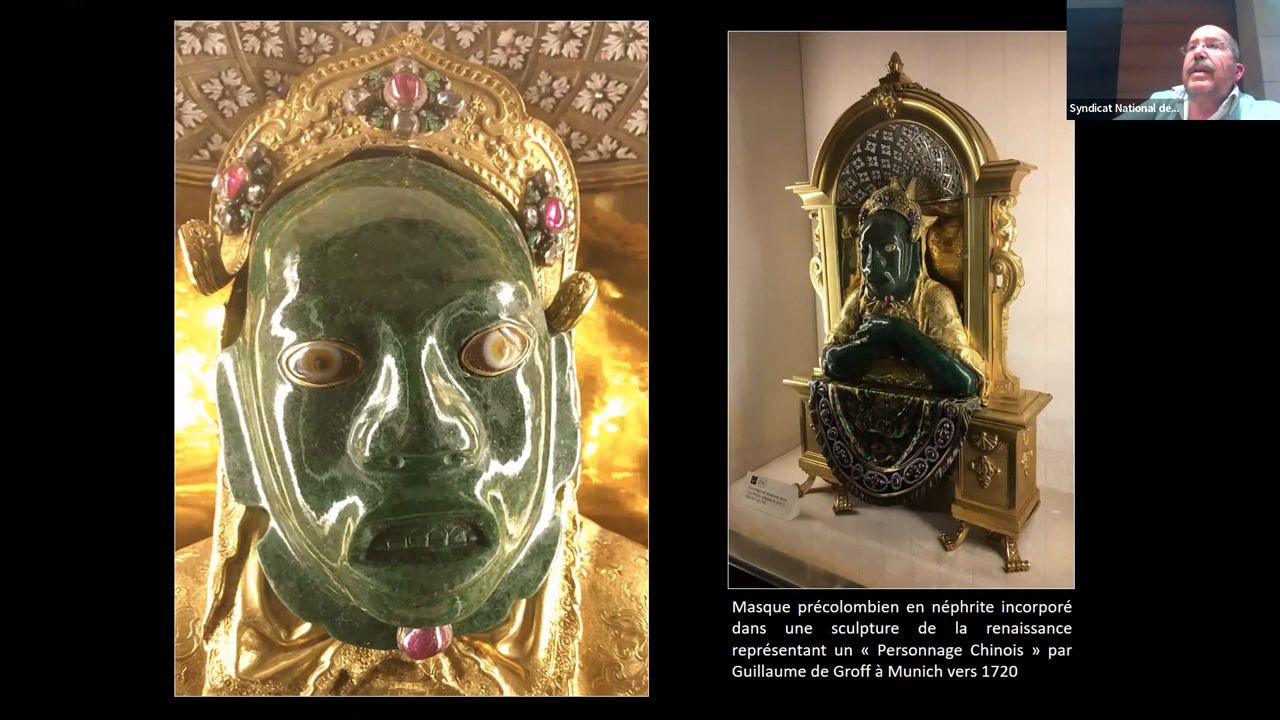 Syndicat National de...
Masque précolombien en néphrite incorporé
dans une sculpture de la renaissance
représentant un « Personnage Chinois » par
Guillaume de Groff à Munich vers 1720